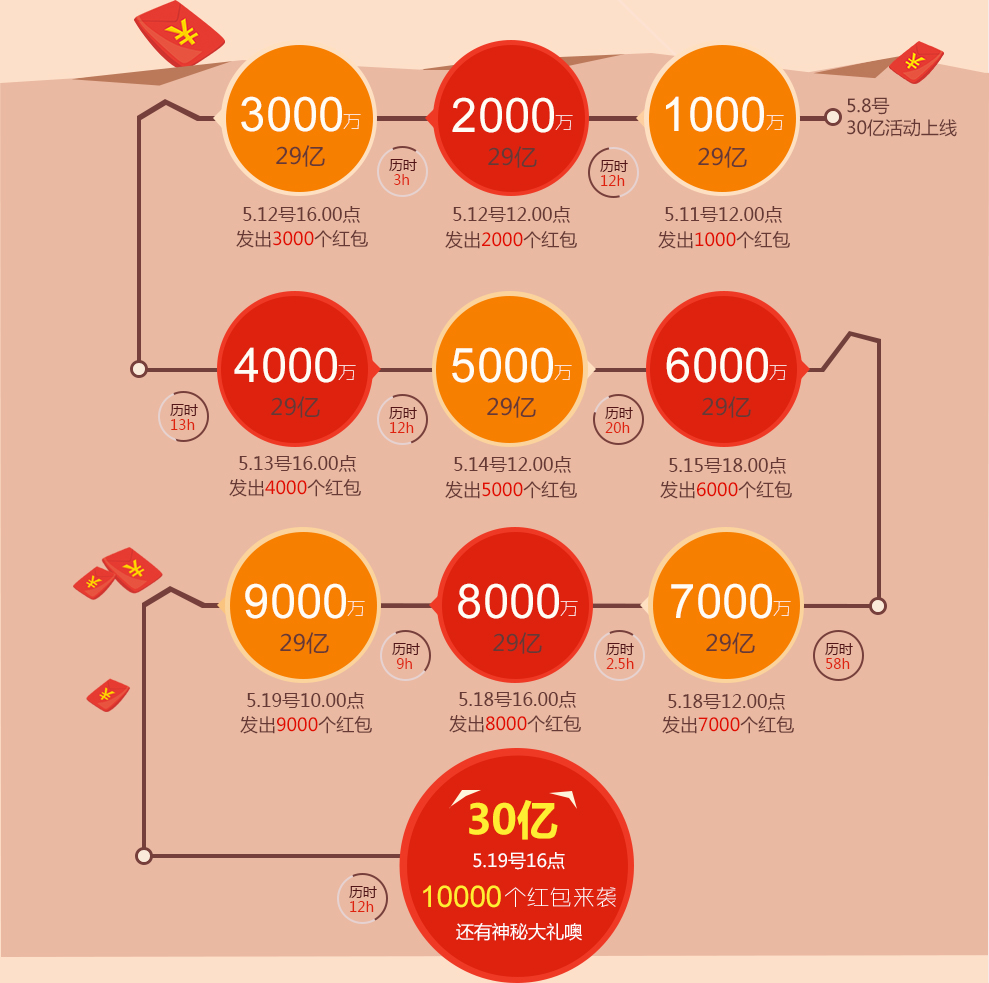 5.8号
30亿活动上线
1000万
29亿
5.11号12.00点
发出1000个红包
历时
12h
2000万
29亿
5.12号12.00点
发出2000个红包
历时
3h
3000万
29亿
5.12号16.00点
发出3000个红包
历时
13h
4000万
29亿
5.13号16.00点
发出4000个红包
历时
12h
5000万
29亿
5.14号12.00点
发出5000个红包
历时
20h
6000万
29亿
5.15号18.00点
发出6000个红包
历时
58h
7000万
29亿
5.18号12.00点
发出7000个红包
历时
2.5h
8000万
29亿
5.18号16.00点
发出8000个红包
历时
9h
9000万
29亿
5.19号10.00点
发出9000个红包
历时
12h
30亿
5.19号16点
10000个红包来袭
还有神秘大礼噢